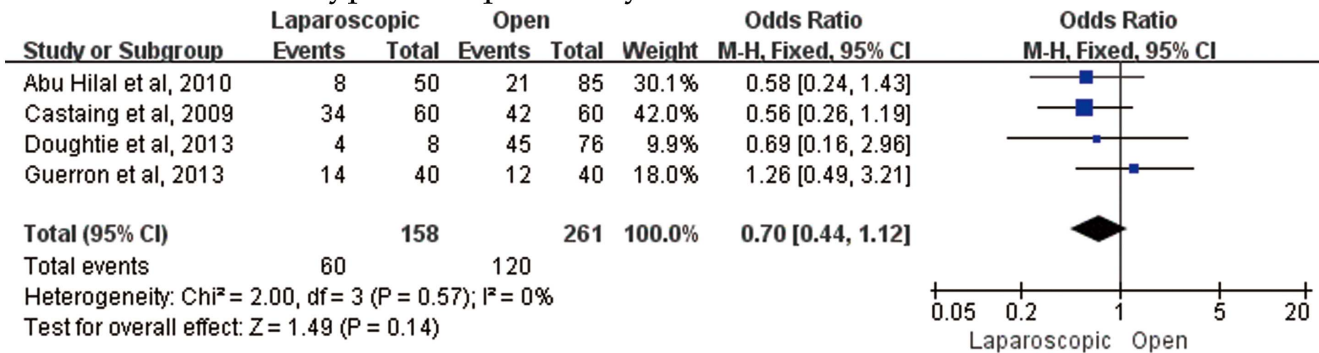 Laparoscopic Open Odds Ratio Odds Ratio
Study or Subgroup Events Total Events Total Weight M-H, Fixed, 95% CI M-H, Fixed, 95% CI
Abu Hilal et al, 2010 8 50 21 85 30.1% 0.58 [0.24, 1.43]
Castaing et al, 2009 34 60 42 60 42.0% 0.56 [0.26, 1.19]
Doughtie et al, 2013 4 8 45 76 9.9% 0.69 [0.16, 2.96]
Guerron et al, 2013 14 40 12 40 18.0% 1.26 [0.49, 3.21]
Total (95% CI) 158 261 100.0% 0.70 [0.44, 1.12]
Total events 60 120
Heterogeneity: Chi² = 2.00, df = 3 (P = 0.57); I² = 0%
Test for overall effect: Z = 1.49 (P = 0.14)
0.05 0.2 1 5 20
Laparoscopic Open